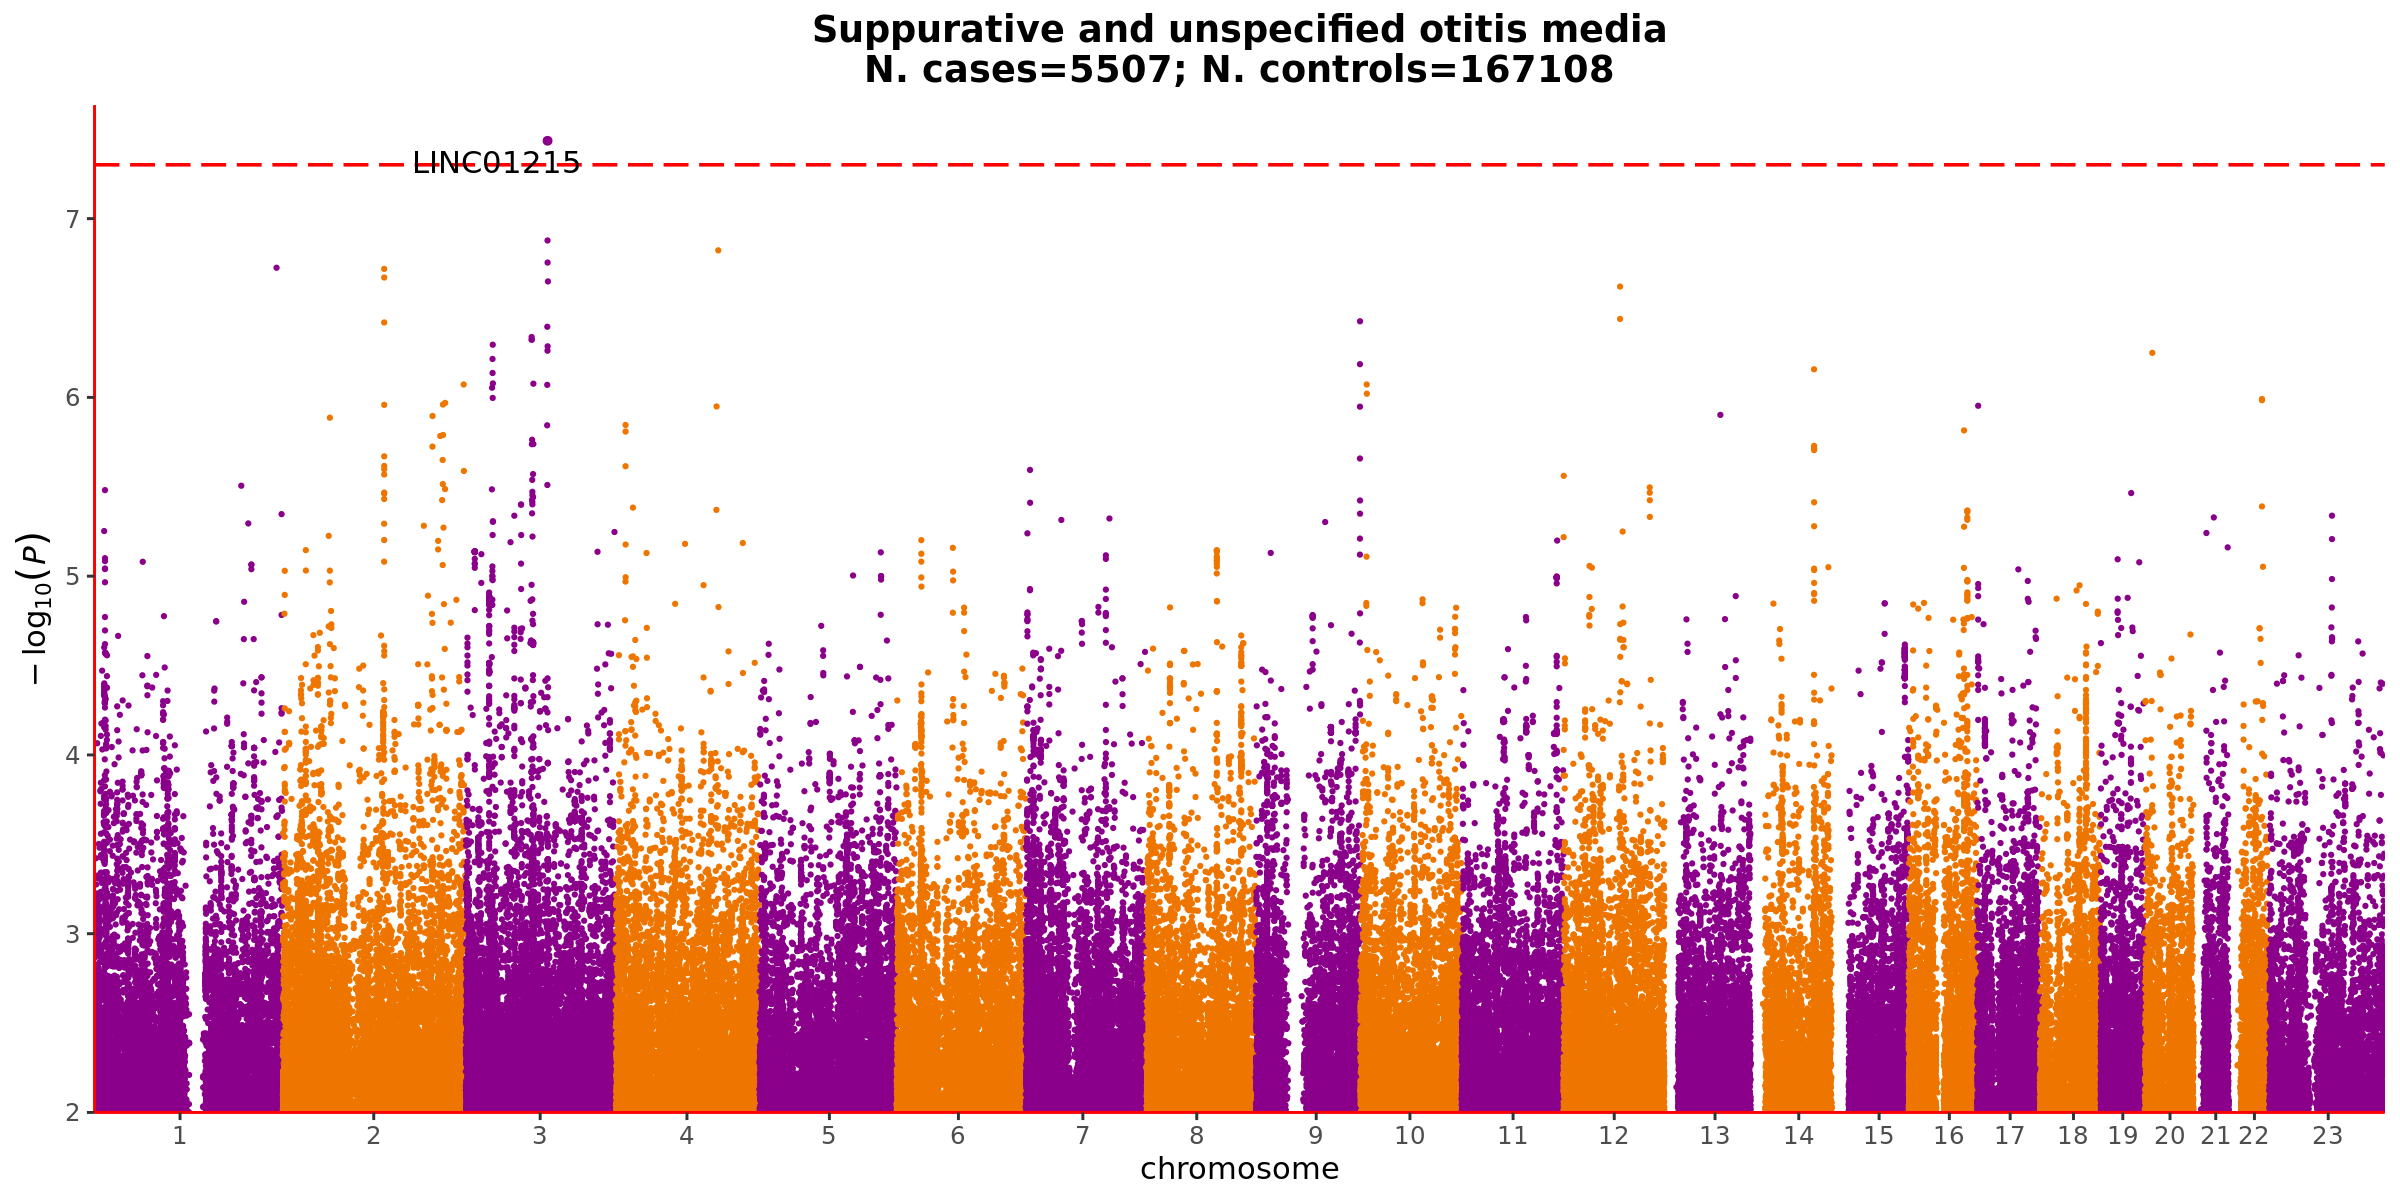 Suppurative and unspecified otitis media
N. cases=5507; N. controls=167108
LINC01215
7
6
5
4
3
2
−log₁₀(P)
1 2 3 4 5 6 7 8 9 10 11 12 13 14 15 16 17 18 19 20 21 22 23
chromosome